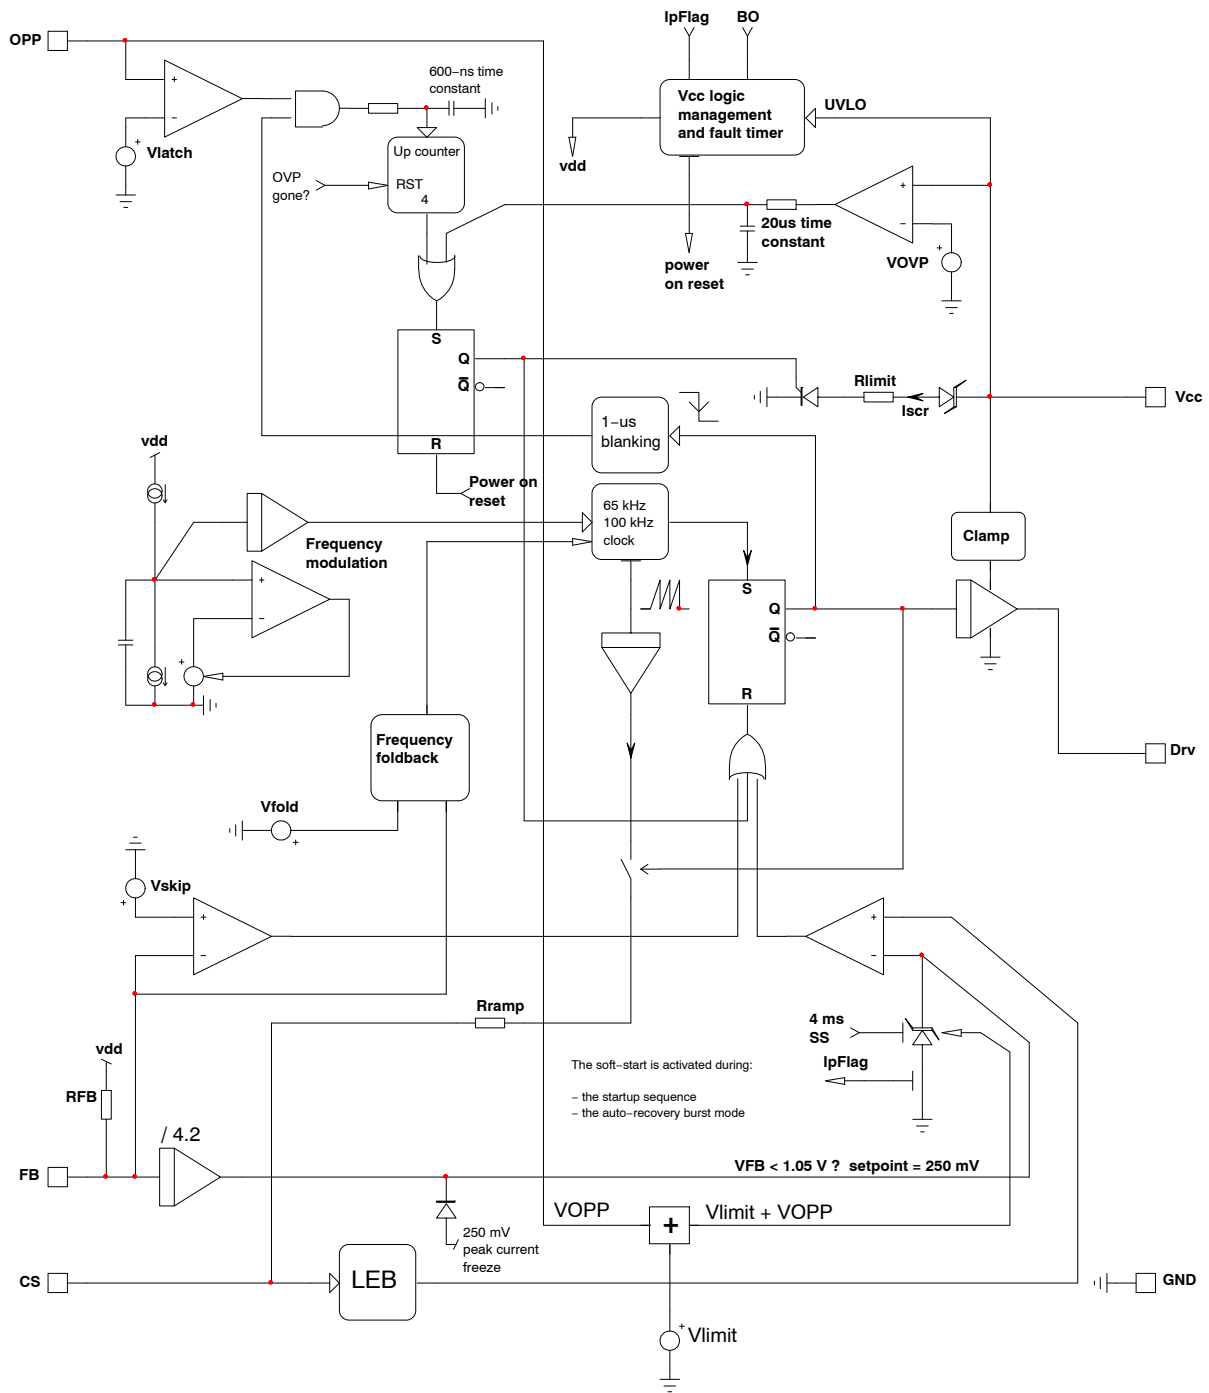 IpFlag
BO
OPP
600−ns time
constant
+
−
Vlatch
+
Vcc logic
management
and fault timer
UVLO
vdd
Up counter
OVP
gone?
RST
4
+
−
20us time
constant
VOVP
+
power
on reset
S
Q
Q
R
Rlimit
Iscr
Vcc
1−us
blanking
vdd
Power on
reset
65 kHz
100 kHz
clock
Frequency
modulation
Clamp
+
−
+
S
Q
Q
R
Frequency
foldback
Drv
Vfold
+
Vskip
+
+
−
+
−
Rramp
4 ms
SS
IpFlag
vdd
RFB
The soft−start is activated during:
− the startup sequence
− the auto−recovery burst mode
/ 4.2
FB
VFB < 1.05 V ?  setpoint = 250 mV
VOPP
+
Vlimit + VOPP
250 mV
peak current
freeze
CS
LEB
GND
+
Vlimit